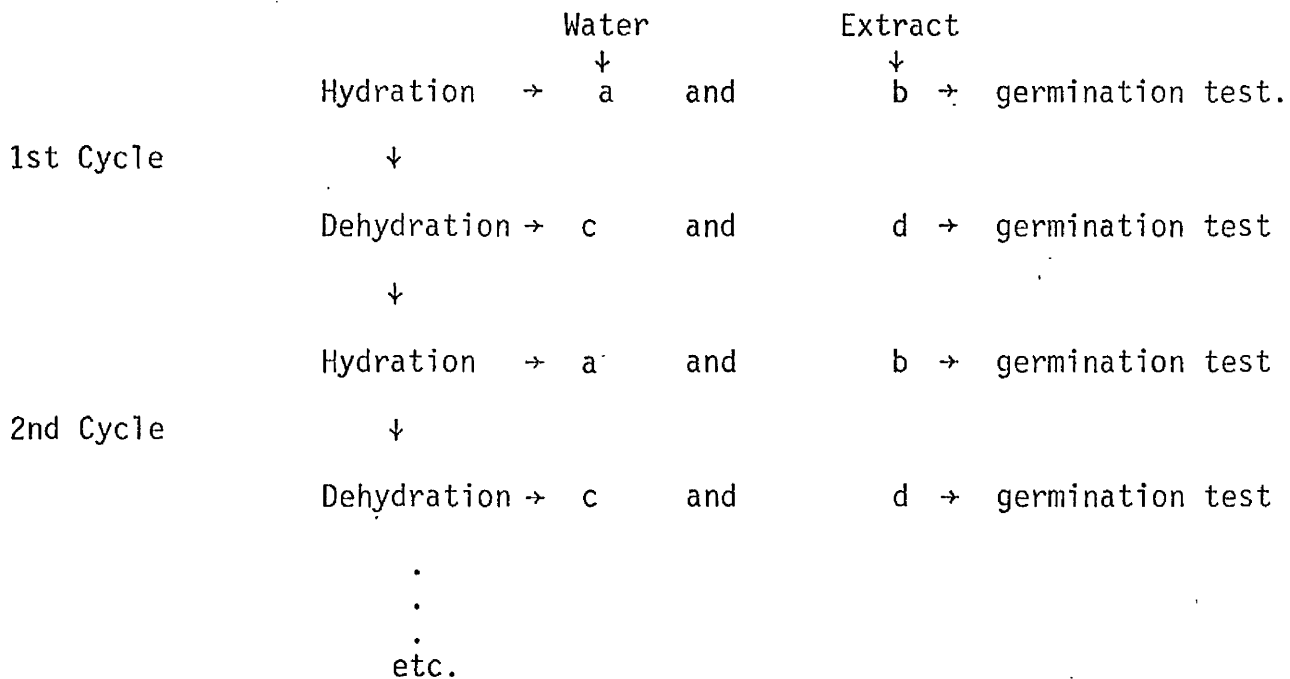 Water Extract
↓ ↓
Hydration → a and b → germination test.
1st Cycle ↓
Dehydration → c and d → germination test
↓
Hydration → a and b → germination test
2nd Cycle ↓
Dehydration → c and d → germination test
.
.
.
etc.